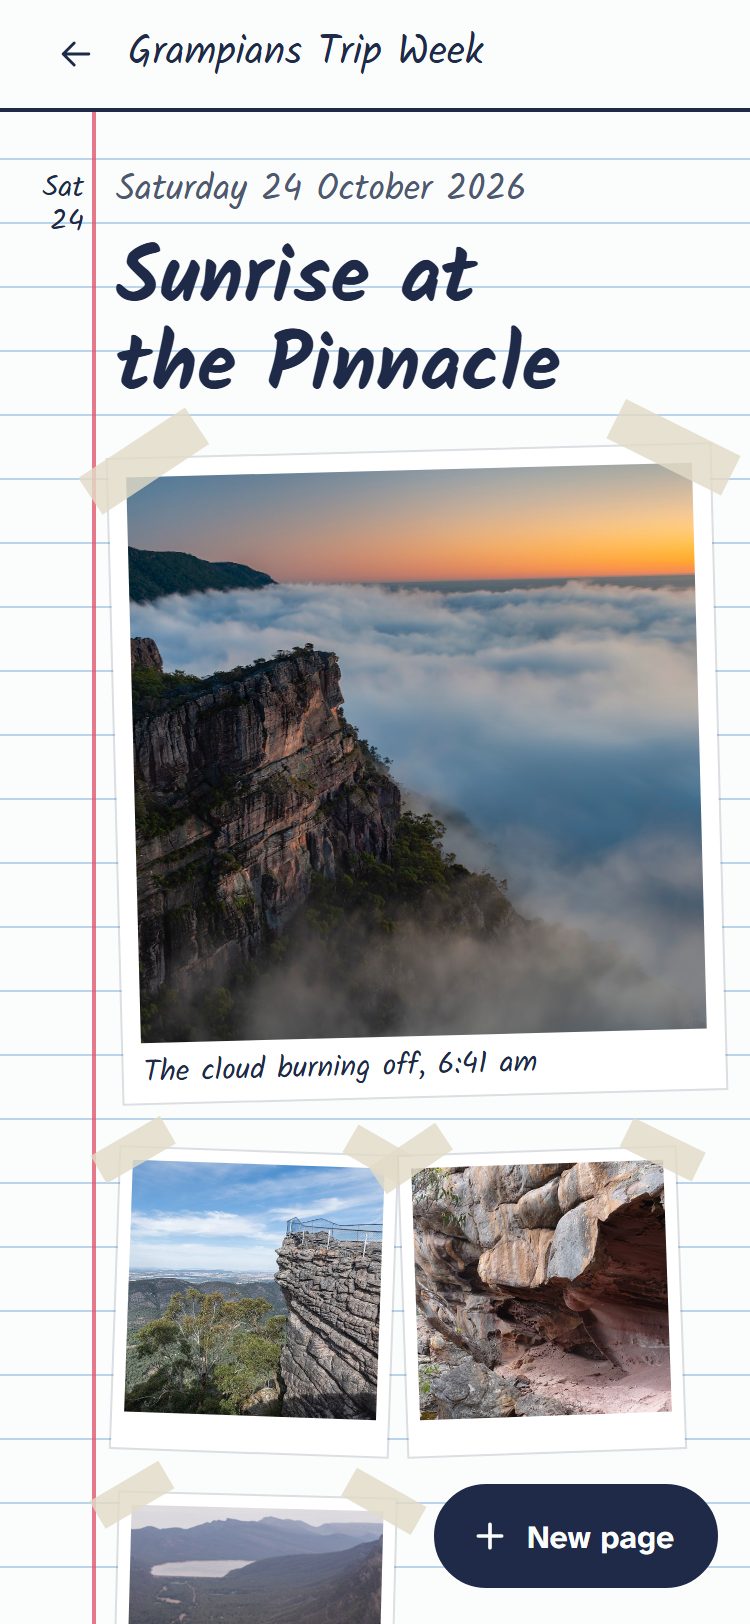 Grampians Trip Week
Sat
24
Saturday 24 October 2026
Sunrise at
the Pinnacle
The cloud burning off, 6:41 am
New page